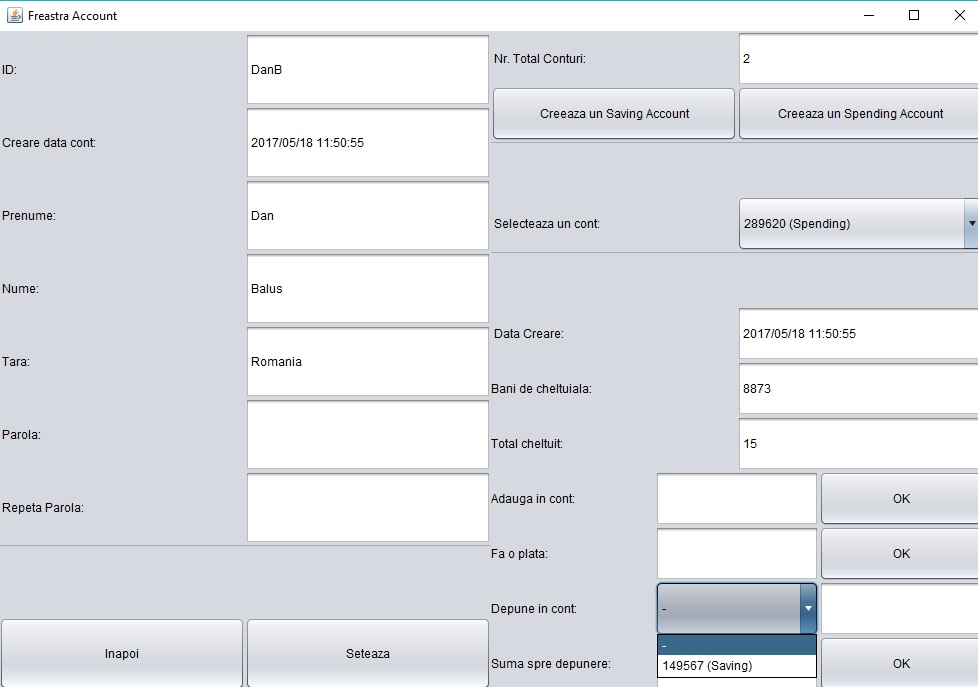 Freastra Account
ID:
DanB
Creare data cont:
2017/05/18 11:50:55
Prenume:
Dan
Nume:
Balus
Tara:
Romania
Parola:
Repeta Parola:
Inapoi
Seteaza
Nr. Total Conturi:
2
Creeaza un Saving Account
Creeaza un Spending Account
Selecteaza un cont:
289620 (Spending)
Data Creare:
2017/05/18 11:50:55
Bani de cheltuiala:
8873
Total cheltuit:
15
Adauga in cont:
OK
Fa o plata:
OK
Depune in cont:
-
-
149567 (Saving)
Suma spre depunere:
OK